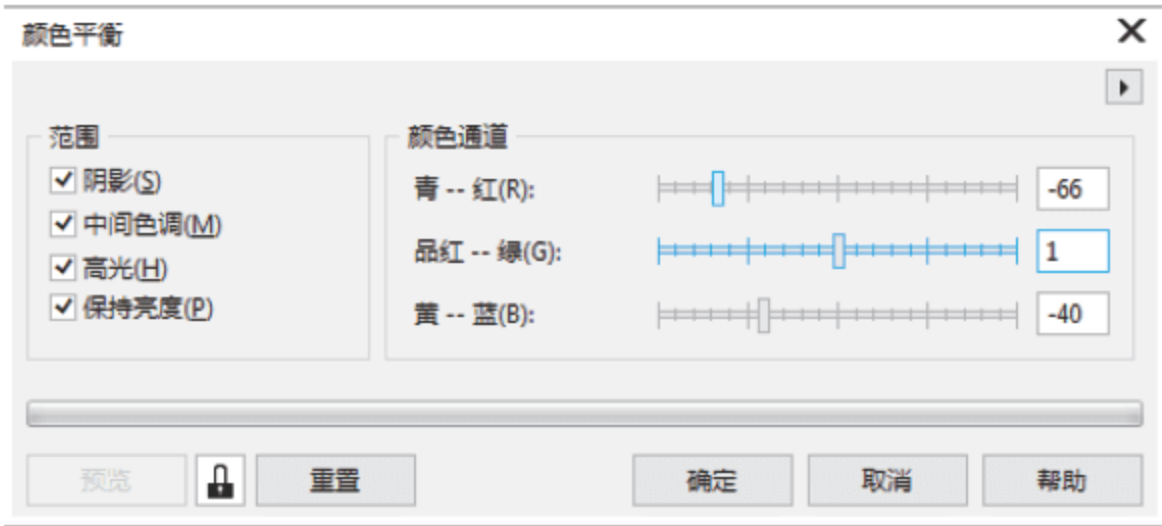 颜色平衡
范围
阴影(S)
中间色调(M)
高光(H)
保持亮度(P)
颜色通道
青 -- 红(R): -66
品红 -- 绿(G): 1
黄 -- 蓝(B): -40
预览 重置 确定 取消 帮助